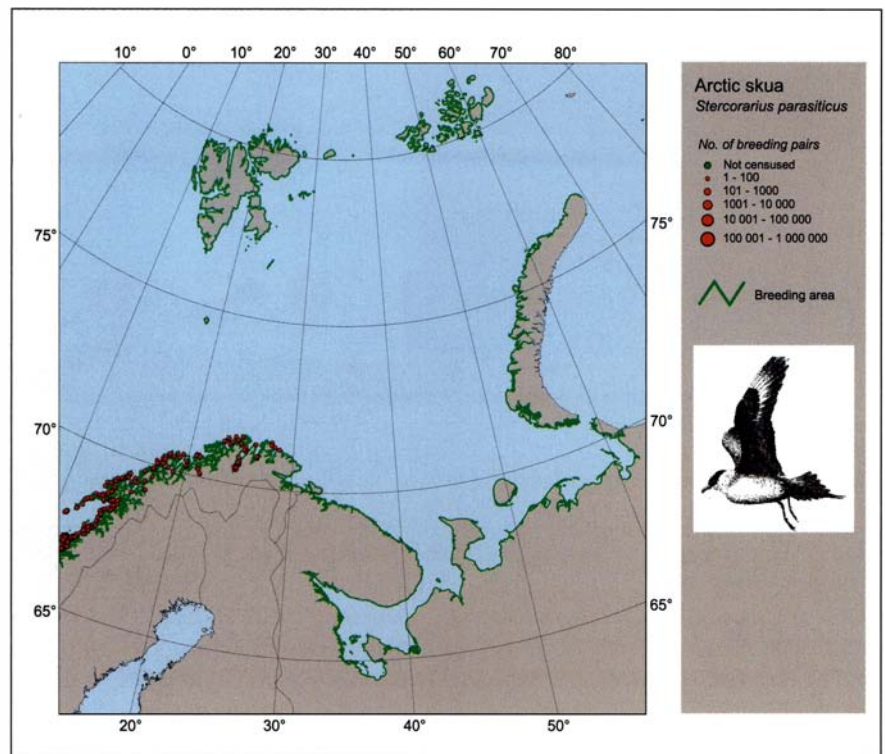 10° 0° 10° 20° 30° 40° 50° 60° 70° 80°
75°
70°
65°
75°
70°
65°
20° 30° 40° 50°
Arctic skua
Stercorarius parasiticus
No. of breeding pairs
Not censused
1 - 100
101 - 1000
1001 - 10 000
10 001 - 100 000
100 001 - 1 000 000
Breeding area